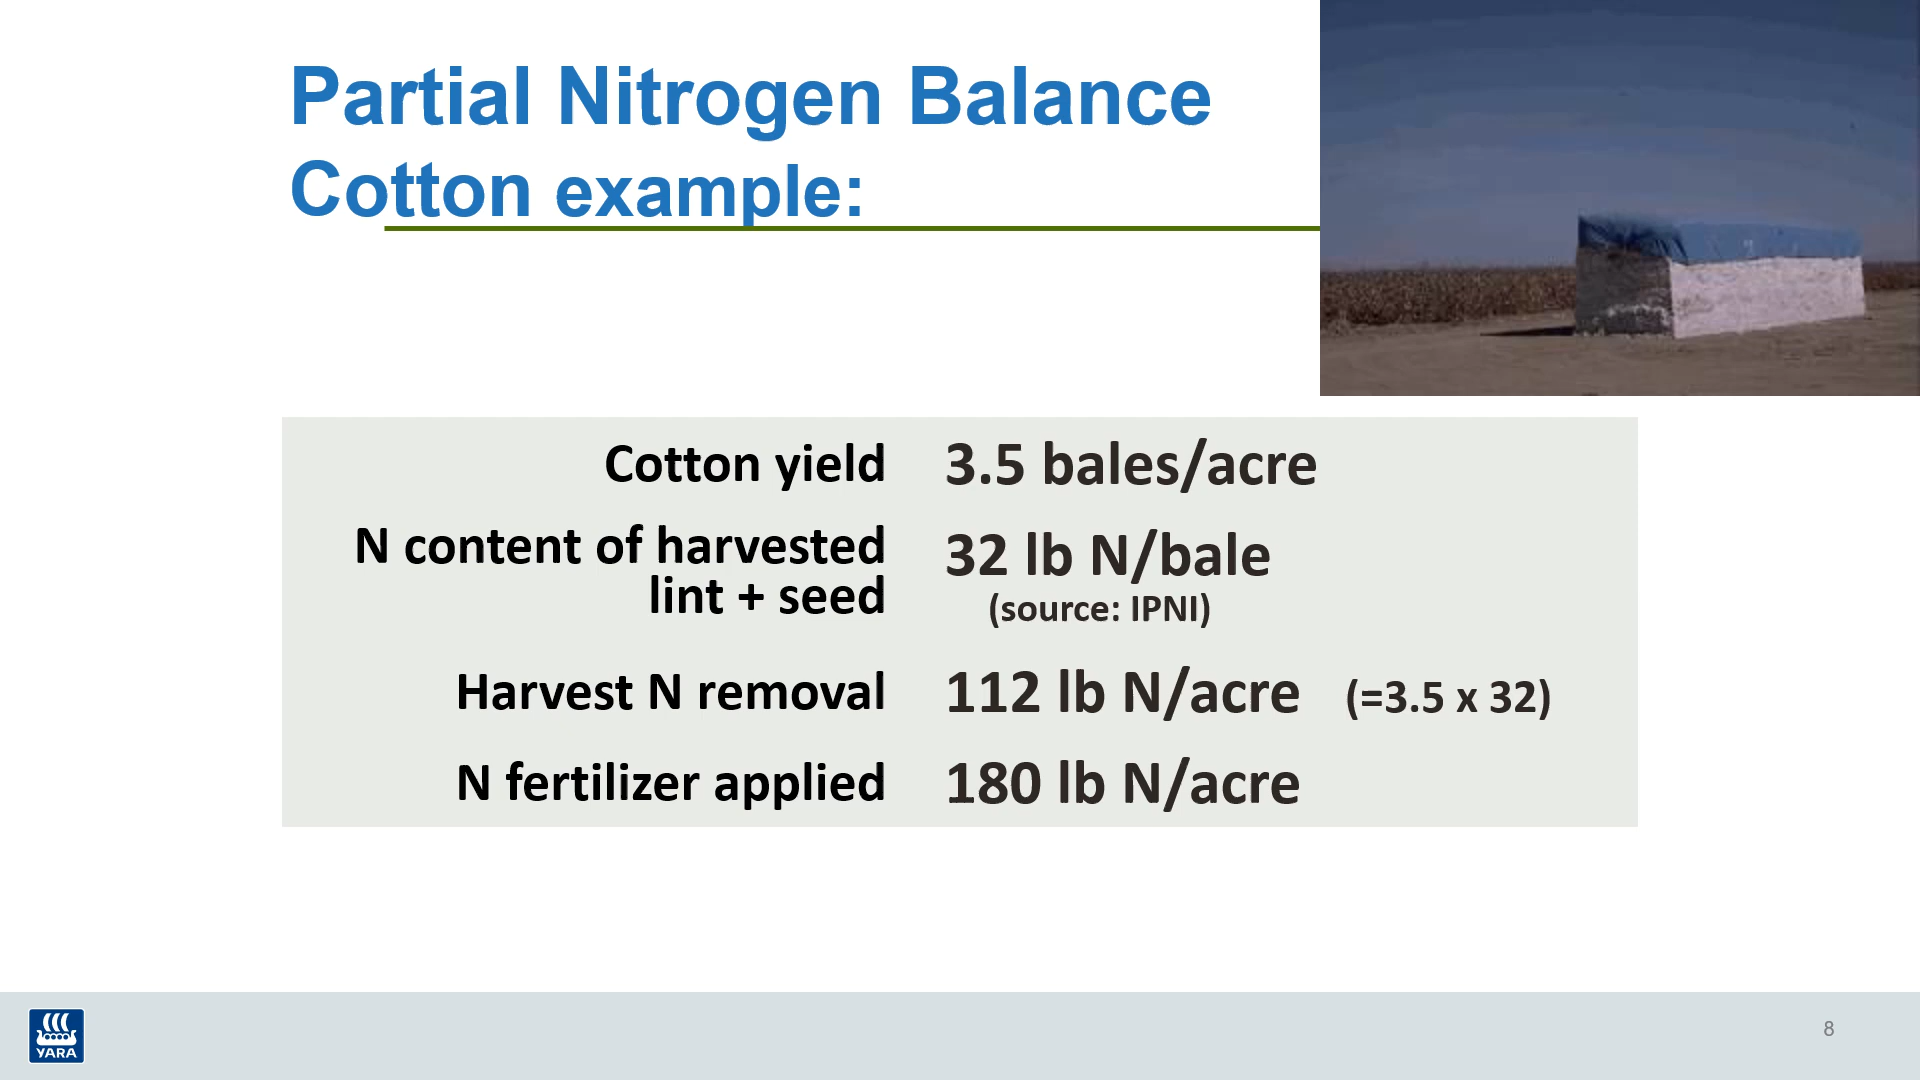 Partial Nitrogen Balance
Cotton example:
Cotton yield 3.5 bales/acre
N content of harvested lint + seed 32 lb N/bale
(source: IPNI)
Harvest N removal 112 lb N/acre (=3.5 x 32)
N fertilizer applied 180 lb N/acre
YARA
8